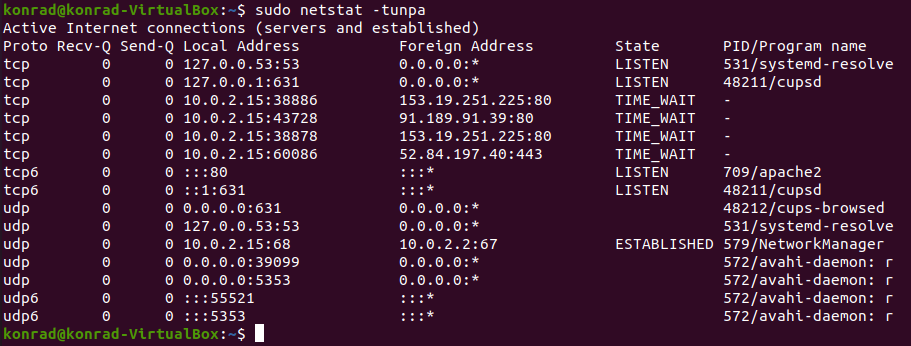 konrad@konrad-VirtualBox:~$ sudo netstat -tunpa
Active Internet connections (servers and established)
Proto Recv-Q Send-Q Local Address           Foreign Address         State       PID/Program name
tcp        0      0 127.0.0.53:53           0.0.0.0:*               LISTEN      531/systemd-resolve
tcp        0      0 127.0.0.1:631           0.0.0.0:*               LISTEN      48211/cupsd
tcp        0      0 10.0.2.15:38886         153.19.251.225:80       TIME_WAIT   -
tcp        0      0 10.0.2.15:43728         91.189.91.39:80         TIME_WAIT   -
tcp        0      0 10.0.2.15:38878         153.19.251.225:80       TIME_WAIT   -
tcp        0      0 10.0.2.15:60086         52.84.197.40:443        TIME_WAIT   -
tcp6       0      0 :::80                   :::*                    LISTEN      709/apache2
tcp6       0      0 ::1:631                 :::*                    LISTEN      48211/cupsd
udp        0      0 0.0.0.0:631             0.0.0.0:*                           48212/cups-browsed
udp        0      0 127.0.0.53:53           0.0.0.0:*                           531/systemd-resolve
udp        0      0 10.0.2.15:68            10.0.2.2:67             ESTABLISHED 579/NetworkManager
udp        0      0 0.0.0.0:39099           0.0.0.0:*                           572/avahi-daemon: r
udp        0      0 0.0.0.0:5353            0.0.0.0:*                           572/avahi-daemon: r
udp6       0      0 :::55521                :::*                                572/avahi-daemon: r
udp6       0      0 :::5353                 :::*                                572/avahi-daemon: r
konrad@konrad-VirtualBox:~$